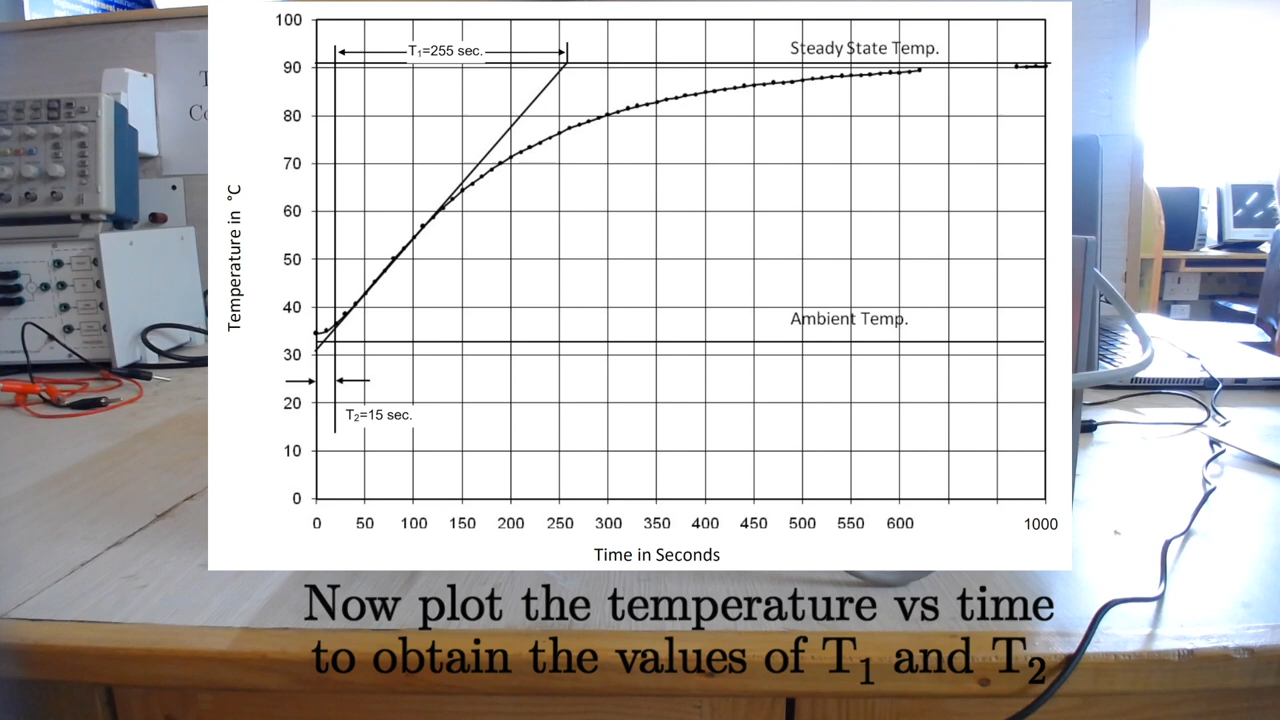 100
T₁=255 sec.
Steady State Temp.
90
80
70
60
50
40
Ambient Temp.
30
20
T₂=15 sec.
10
0
Temperature in °C
0 50 100 150 200 250 300 350 400 450 500 550 600 1000
Time in Seconds
Now plot the temperature vs time
to obtain the values of T₁ and T₂